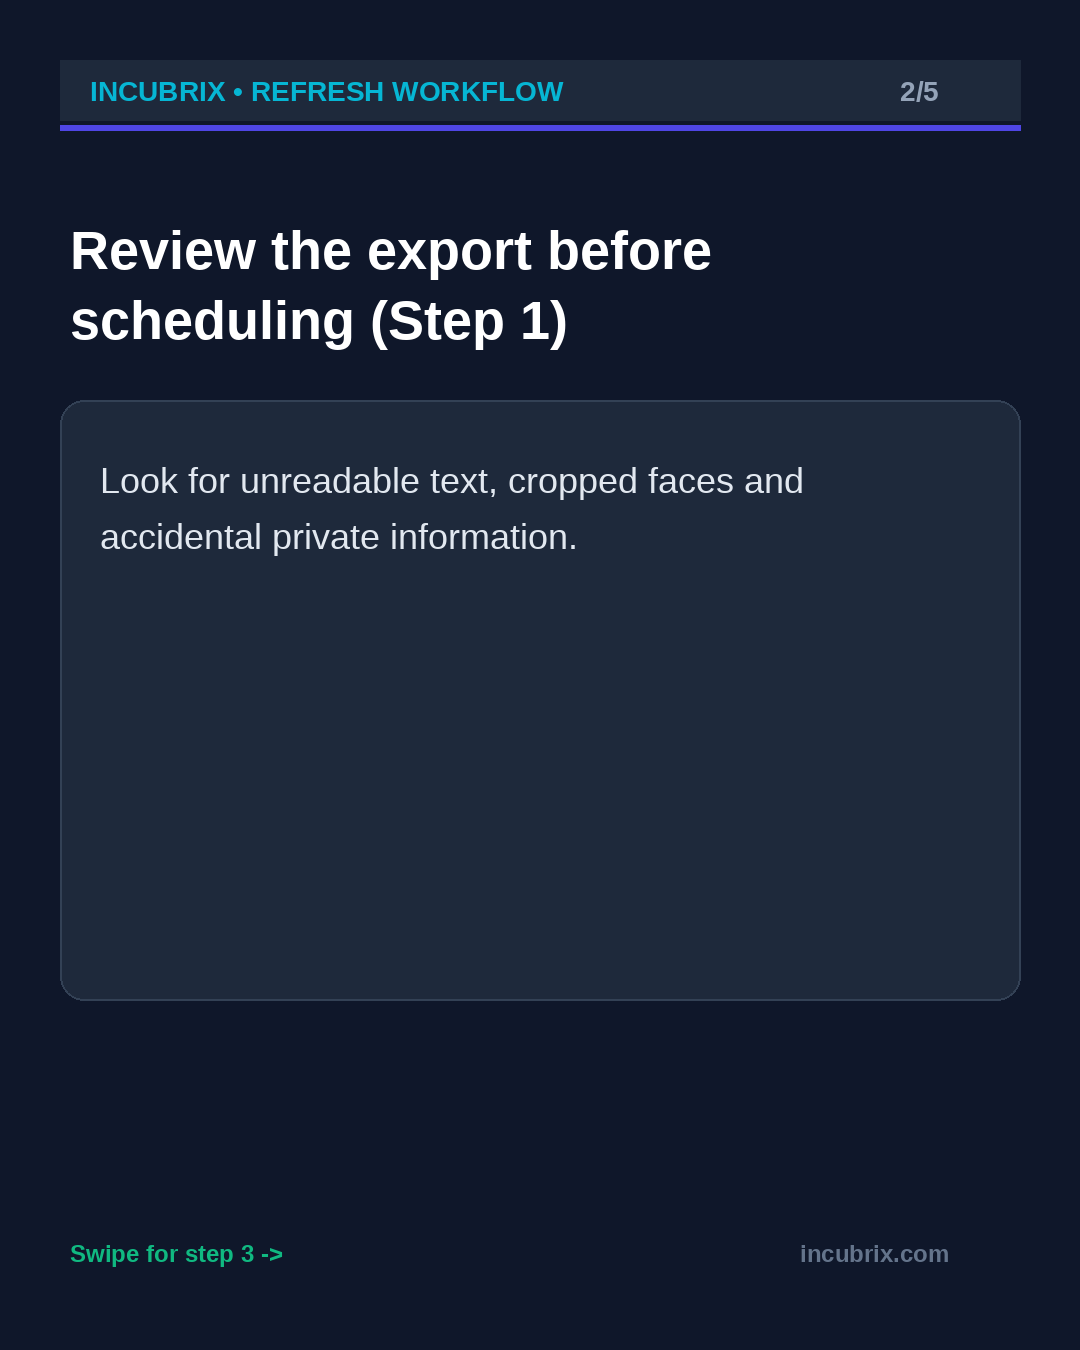 INCUBRIX • REFRESH WORKFLOW 2/5
Review the export before
scheduling (Step 1)
Look for unreadable text, cropped faces and
accidental private information.
Swipe for step 3 -> incubrix.com